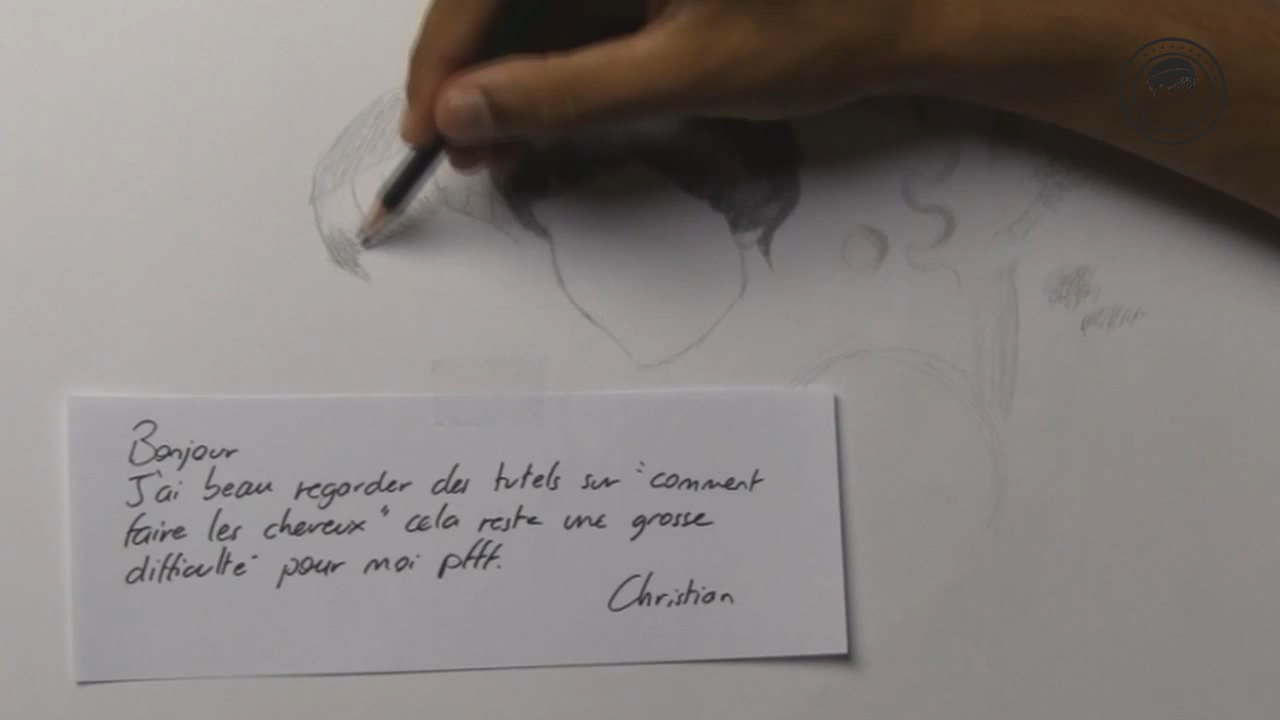 Bonjour
J'ai beau regarder des tutels sur "comment
faire les cheveux" cela reste une grosse
difficulté pour moi pfff.
Christian